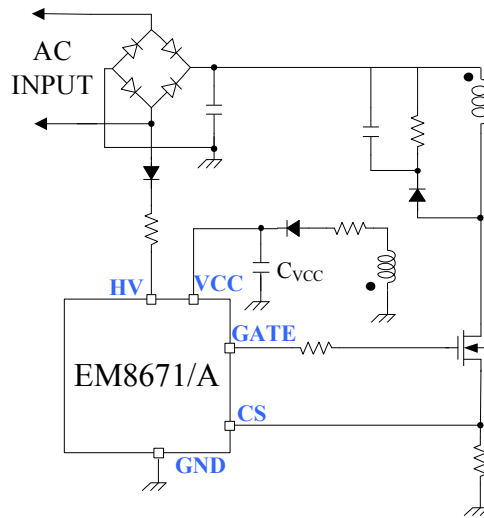 AC
INPUT
HV
VCC
CVCC
GATE
EM8671/A
CS
GND